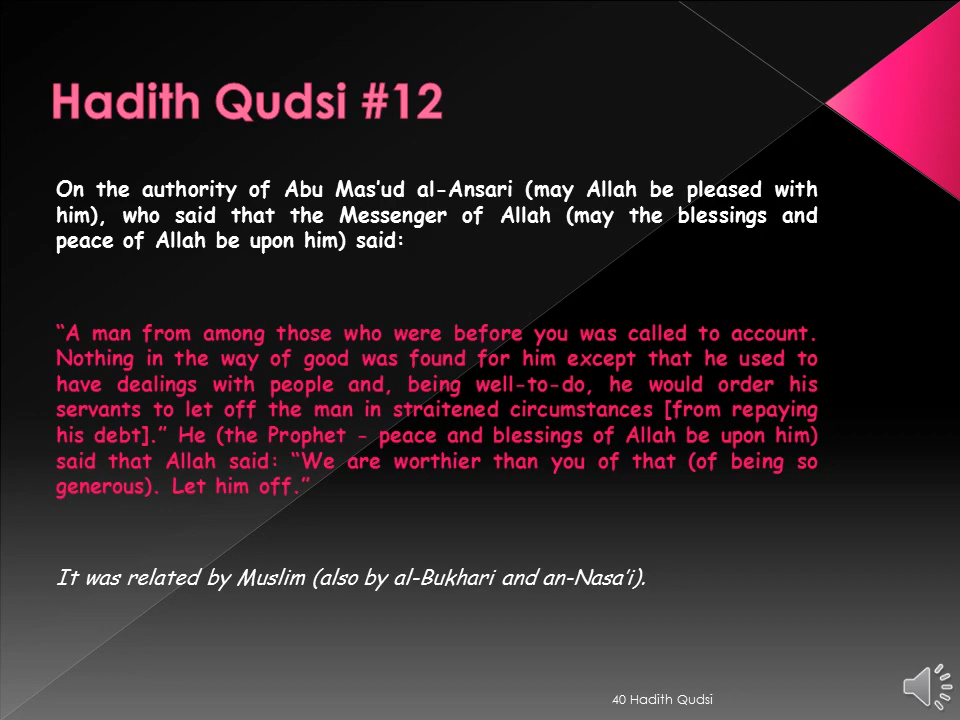 Hadith Qudsi #12
On the authority of Abu Mas’ud al-Ansari (may Allah be pleased with
him), who said that the Messenger of Allah (may the blessings and
peace of Allah be upon him) said:
“A man from among those who were before you was called to account.
Nothing in the way of good was found for him except that he used to
have dealings with people and, being well-to-do, he would order his
servants to let off the man in straitened circumstances [from repaying
his debt].” He (the Prophet - peace and blessings of Allah be upon him)
said that Allah said: “We are worthier than you of that (of being so
generous). Let him off.”
It was related by Muslim (also by al-Bukhari and an-Nasa’i).
40 Hadith Qudsi